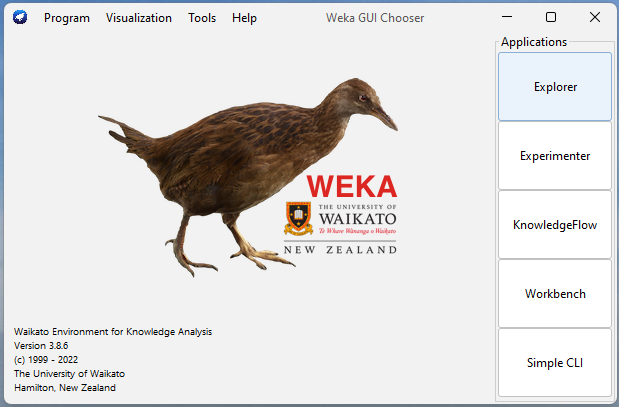 Program Visualization Tools Help Weka GUI Chooser
Applications
Explorer
Experimenter
KnowledgeFlow
Workbench
Simple CLI
WEKA
THE UNIVERSITY OF
WAIKATO
Te Whare Wānanga o Waikato
NEW ZEALAND
Waikato Environment for Knowledge Analysis
Version 3.8.6
(c) 1999 - 2022
The University of Waikato
Hamilton, New Zealand